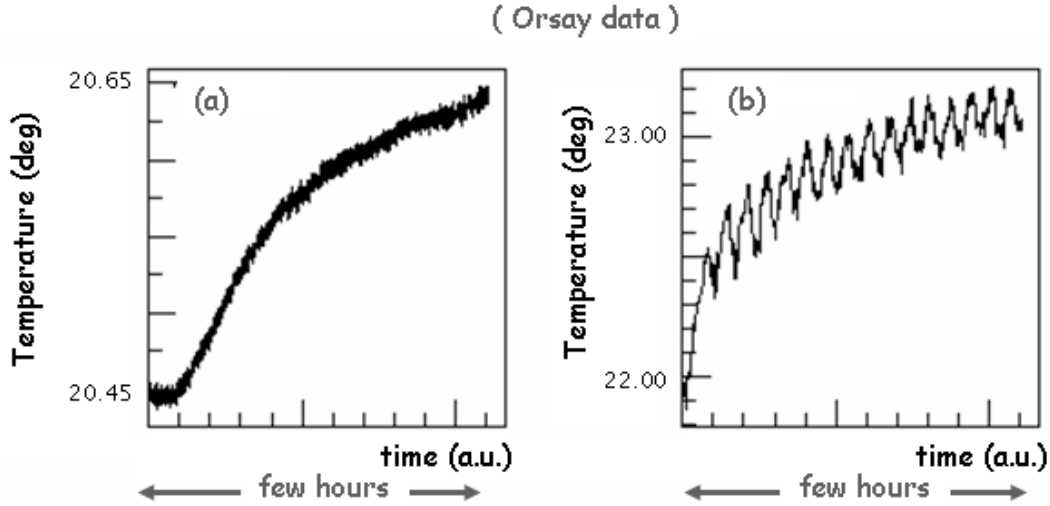 ( Orsay data )
20.65
(a)
Temperature (deg)
20.45
time (a.u.)
few hours
(b)
23.00
Temperature (deg)
22.00
time (a.u.)
few hours